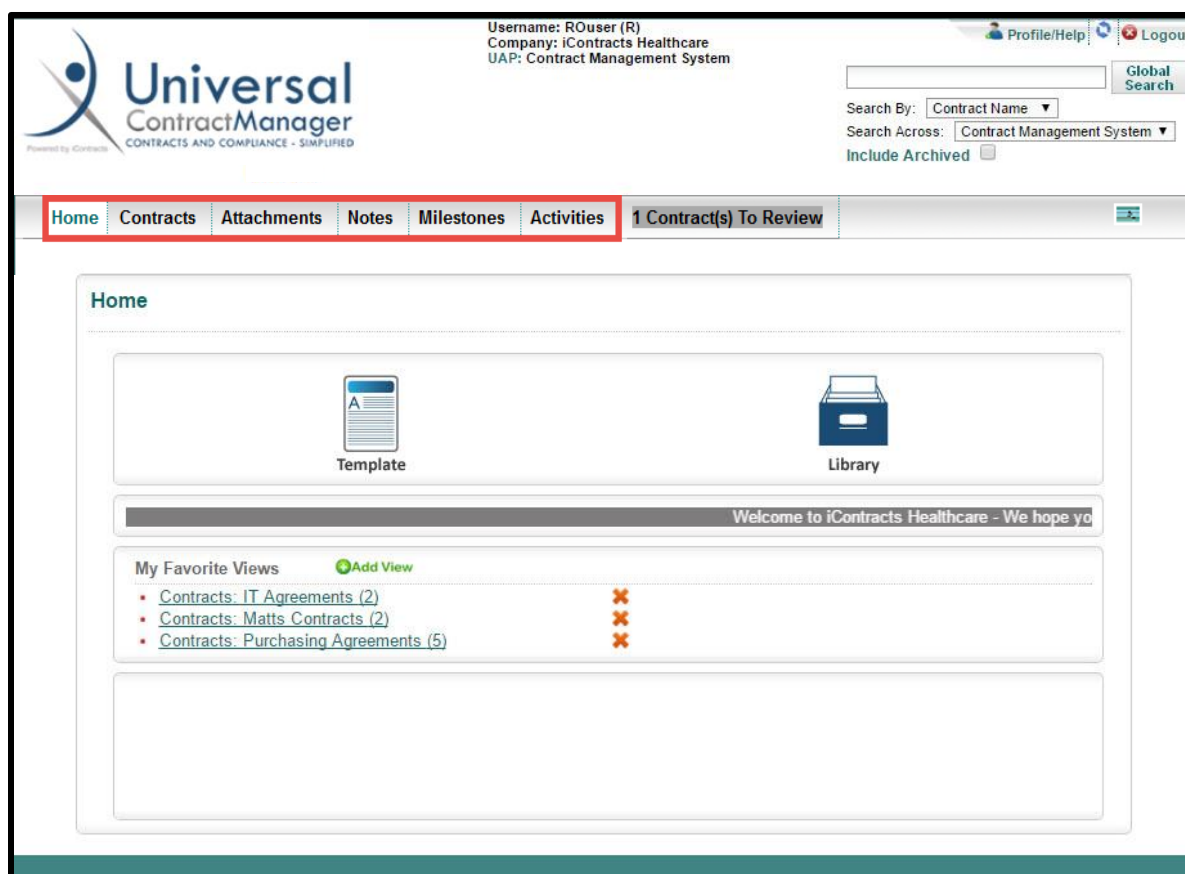 Username: ROuser (R)
Company: iContracts Healthcare
UAP: Contract Management System
Profile/Help
Logou
Universal
ContractManager
CONTRACTS AND COMPLIANCE - SIMPLIFIED
Powered by iContracts
Global
Search
Search By: Contract Name
Search Across: Contract Management System
Include Archived
Home Contracts Attachments Notes Milestones Activities 1 Contract(s) To Review
Home
A
Template
Library
Welcome to iContracts Healthcare - We hope yo
My Favorite Views Add View
Contracts: IT Agreements (2)
Contracts: Matts Contracts (2)
Contracts: Purchasing Agreements (5)